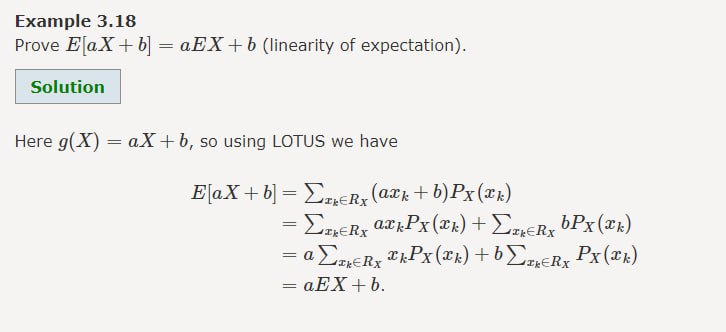 Example 3.18
Prove E[aX + b] = aEX + b (linearity of expectation).
Solution
Here g(X) = aX + b, so using LOTUS we have
E[aX + b] = ∑_{x_k∈R_X} (ax_k + b)P_X(x_k)
= ∑_{x_k∈R_X} ax_kP_X(x_k) + ∑_{x_k∈R_X} bP_X(x_k)
= a ∑_{x_k∈R_X} x_kP_X(x_k) + b ∑_{x_k∈R_X} P_X(x_k)
= aEX + b.